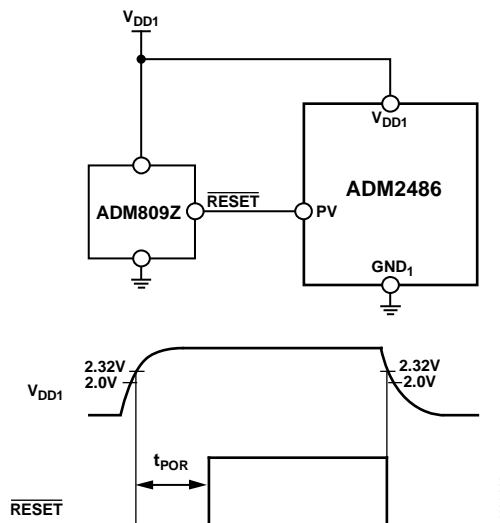 VDD1
VDD1
ADM2486
ADM809Z
RESET
PV
GND1
2.32V
2.0V
2.32V
2.0V
VDD1
tPOR
RESET